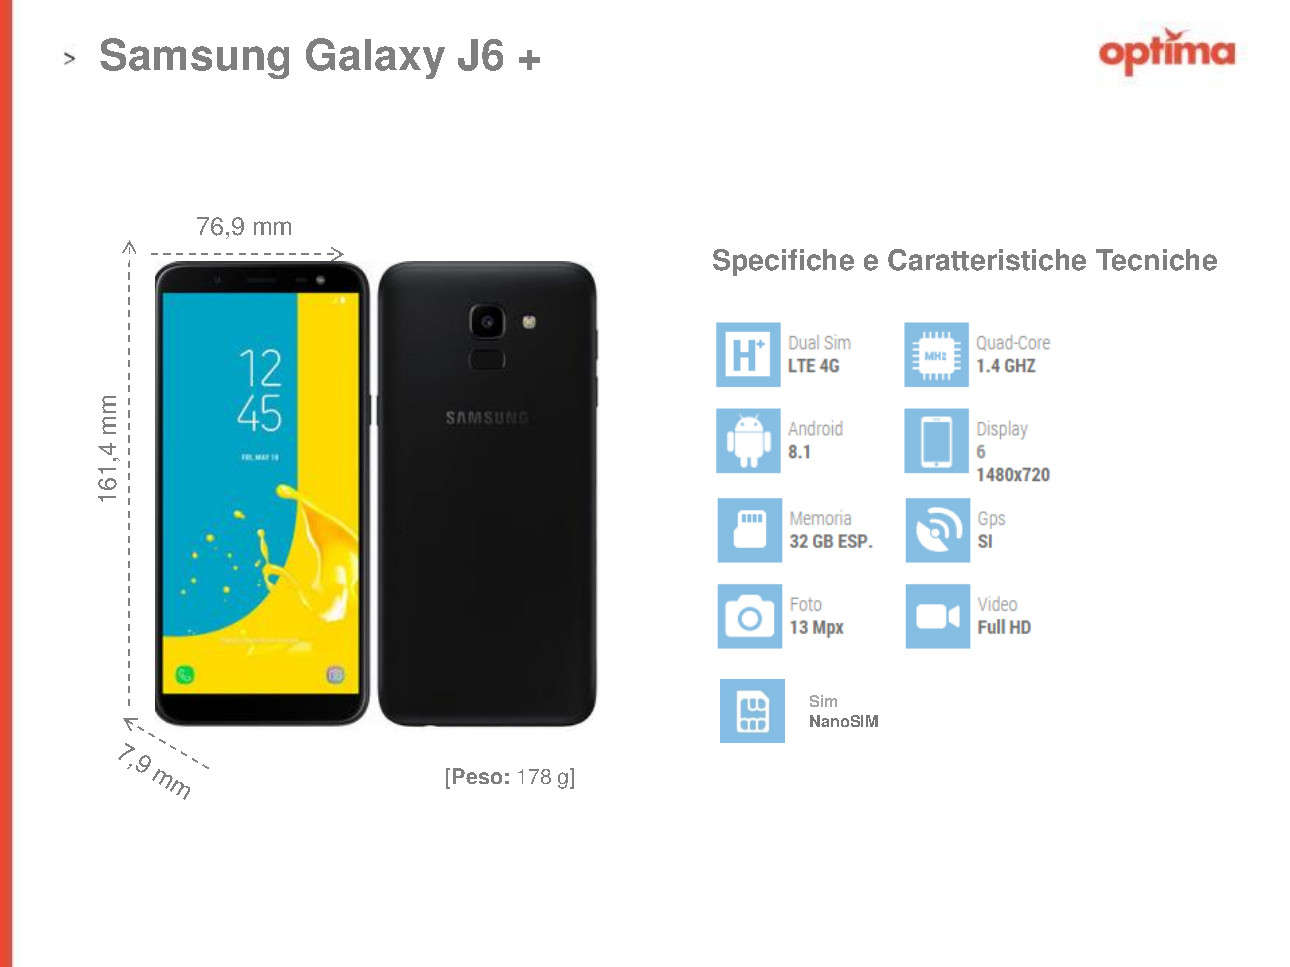 > Samsung Galaxy J6 +
optima
76,9 mm
161,4 mm
7,9 mm
12
45
FRI, MAY 18
SAMSUNG
[Peso: 178 g]
Specifiche e Caratteristiche Tecniche
H+
Dual Sim
LTE 4G
MHz
Quad-Core
1.4 GHZ
Android
8.1
Display
6
1480x720
Memoria
32 GB ESP.
Gps
SI
Foto
13 Mpx
Video
Full HD
Sim
NanoSIM